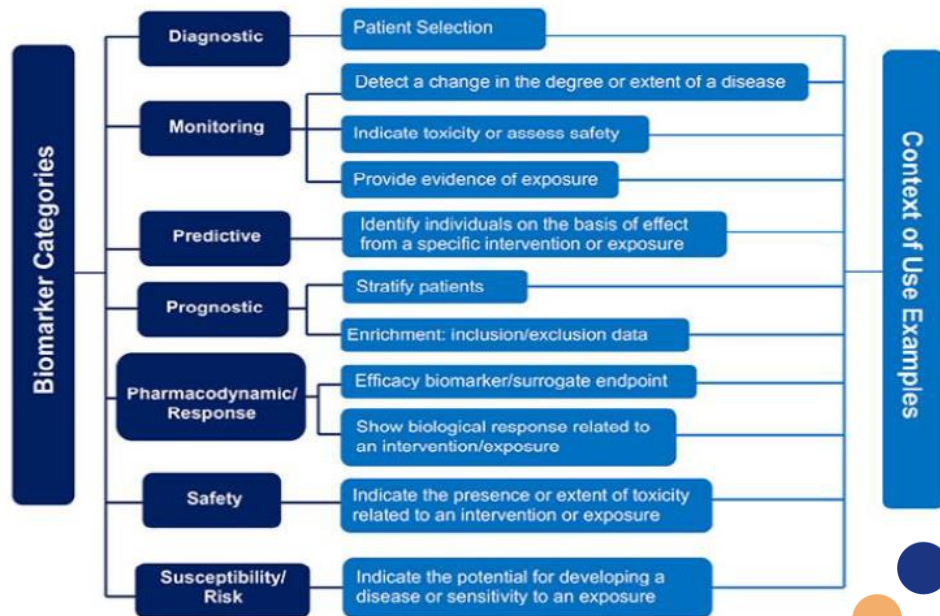 Biomarker Categories
Diagnostic
Patient Selection
Monitoring
Detect a change in the degree or extent of a disease
Indicate toxicity or assess safety
Provide evidence of exposure
Predictive
Identify individuals on the basis of effect
from a specific intervention or exposure
Prognostic
Stratify patients
Enrichment: inclusion/exclusion data
Pharmacodynamic/
Response
Efficacy biomarker/surrogate endpoint
Show biological response related to
an intervention/exposure
Safety
Indicate the presence or extent of toxicity
related to an intervention or exposure
Susceptibility/
Risk
Indicate the potential for developing a
disease or sensitivity to an exposure
Context of Use Examples